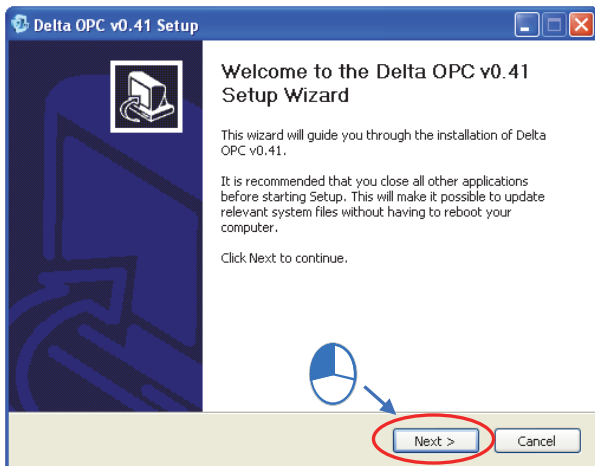 Delta OPC v0.41 Setup
Welcome to the Delta OPC v0.41
Setup Wizard
This wizard will guide you through the installation of Delta
OPC v0.41.
It is recommended that you close all other applications
before starting Setup. This will make it possible to update
relevant system files without having to reboot your
computer.
Click Next to continue.
Next >
Cancel